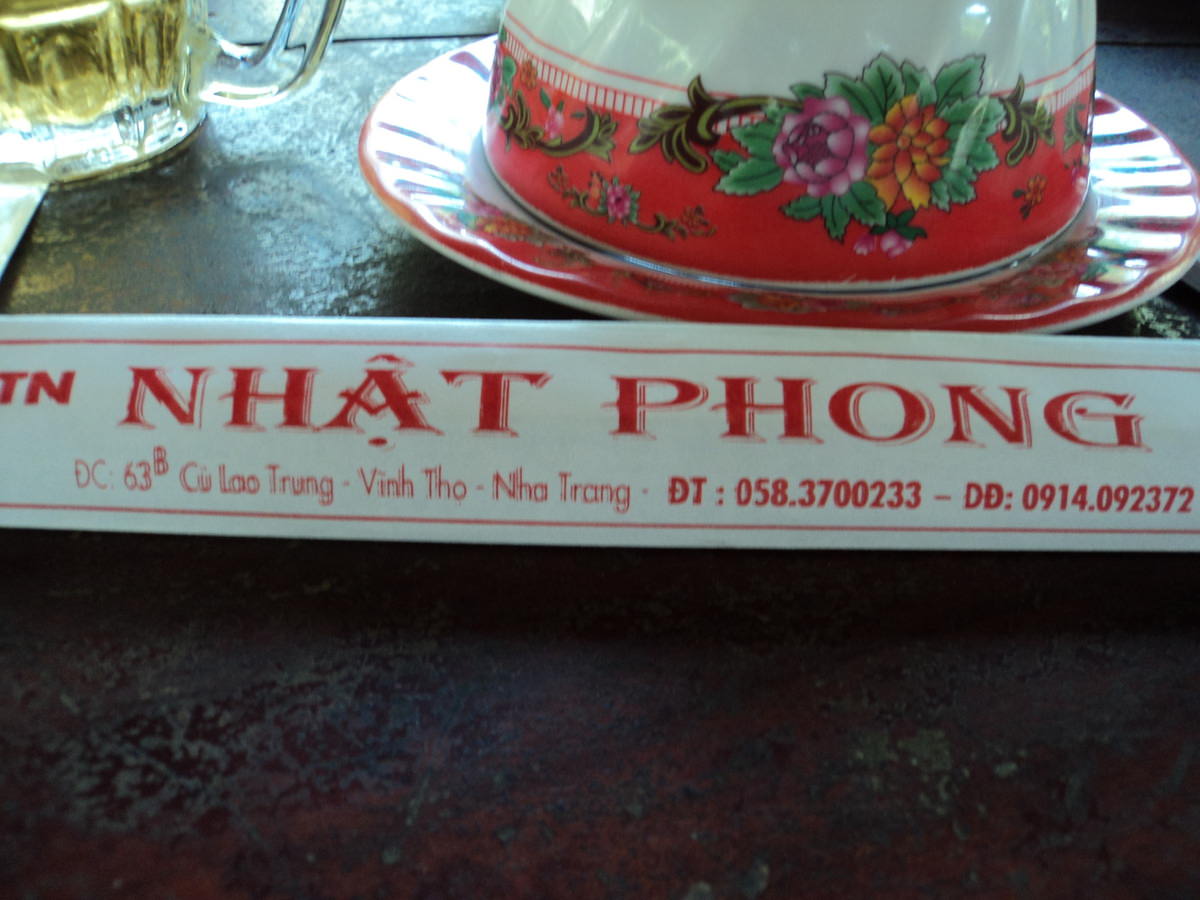 TN NHẬT PHONG
ĐC: 63B Cù Lao Trung - Vĩnh Thọ - Nha Trang - ĐT : 058.3700233 – DĐ: 0914.092372